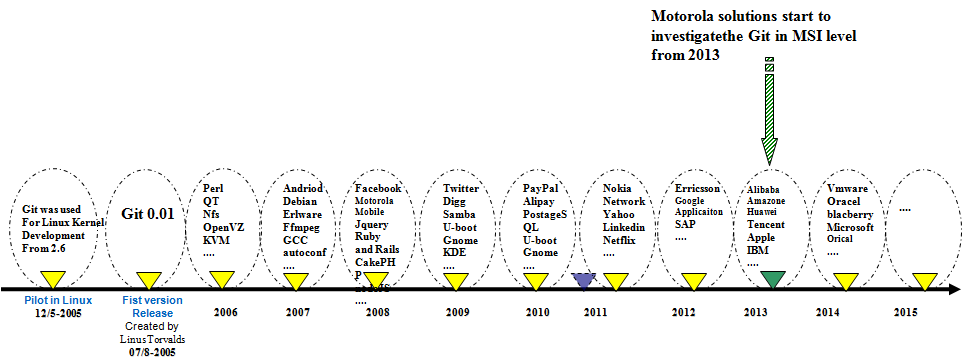 Motorola solutions start to
investigatethe Git in MSI level
from 2013
Git was used
For Linux Kernel
Development
From 2.6
Git 0.01
Perl
QT
Nfs
OpenVZ
KVM
....
Andriod
Debian
Erlware
Ffmpeg
GCC
autoconf
....
Facebook
Motorola
Mobile
Jquery
Ruby
and Rails
CakePH
P
....
Twitter
Digg
Samba
U-boot
Gnome
KDE
....
PayPal
Alipay
PostageS
QL
U-boot
Gnome
....
Nokia
Network
Yahoo
Linkedin
Netflix
....
Erricsson
Google
Applicaiton
SAP
....
Alibaba
Amazone
Huawei
Tencent
Apple
IBM
....
Vmware
Oracel
blacberry
Microsoft
Orical
....
....
Pilot in Linux
12/5-2005
Fist version
Release
Created by
LinusTorvalds
07/8-2005
2006
2007
2008
2009
2010
2011
2012
2013
2014
2015